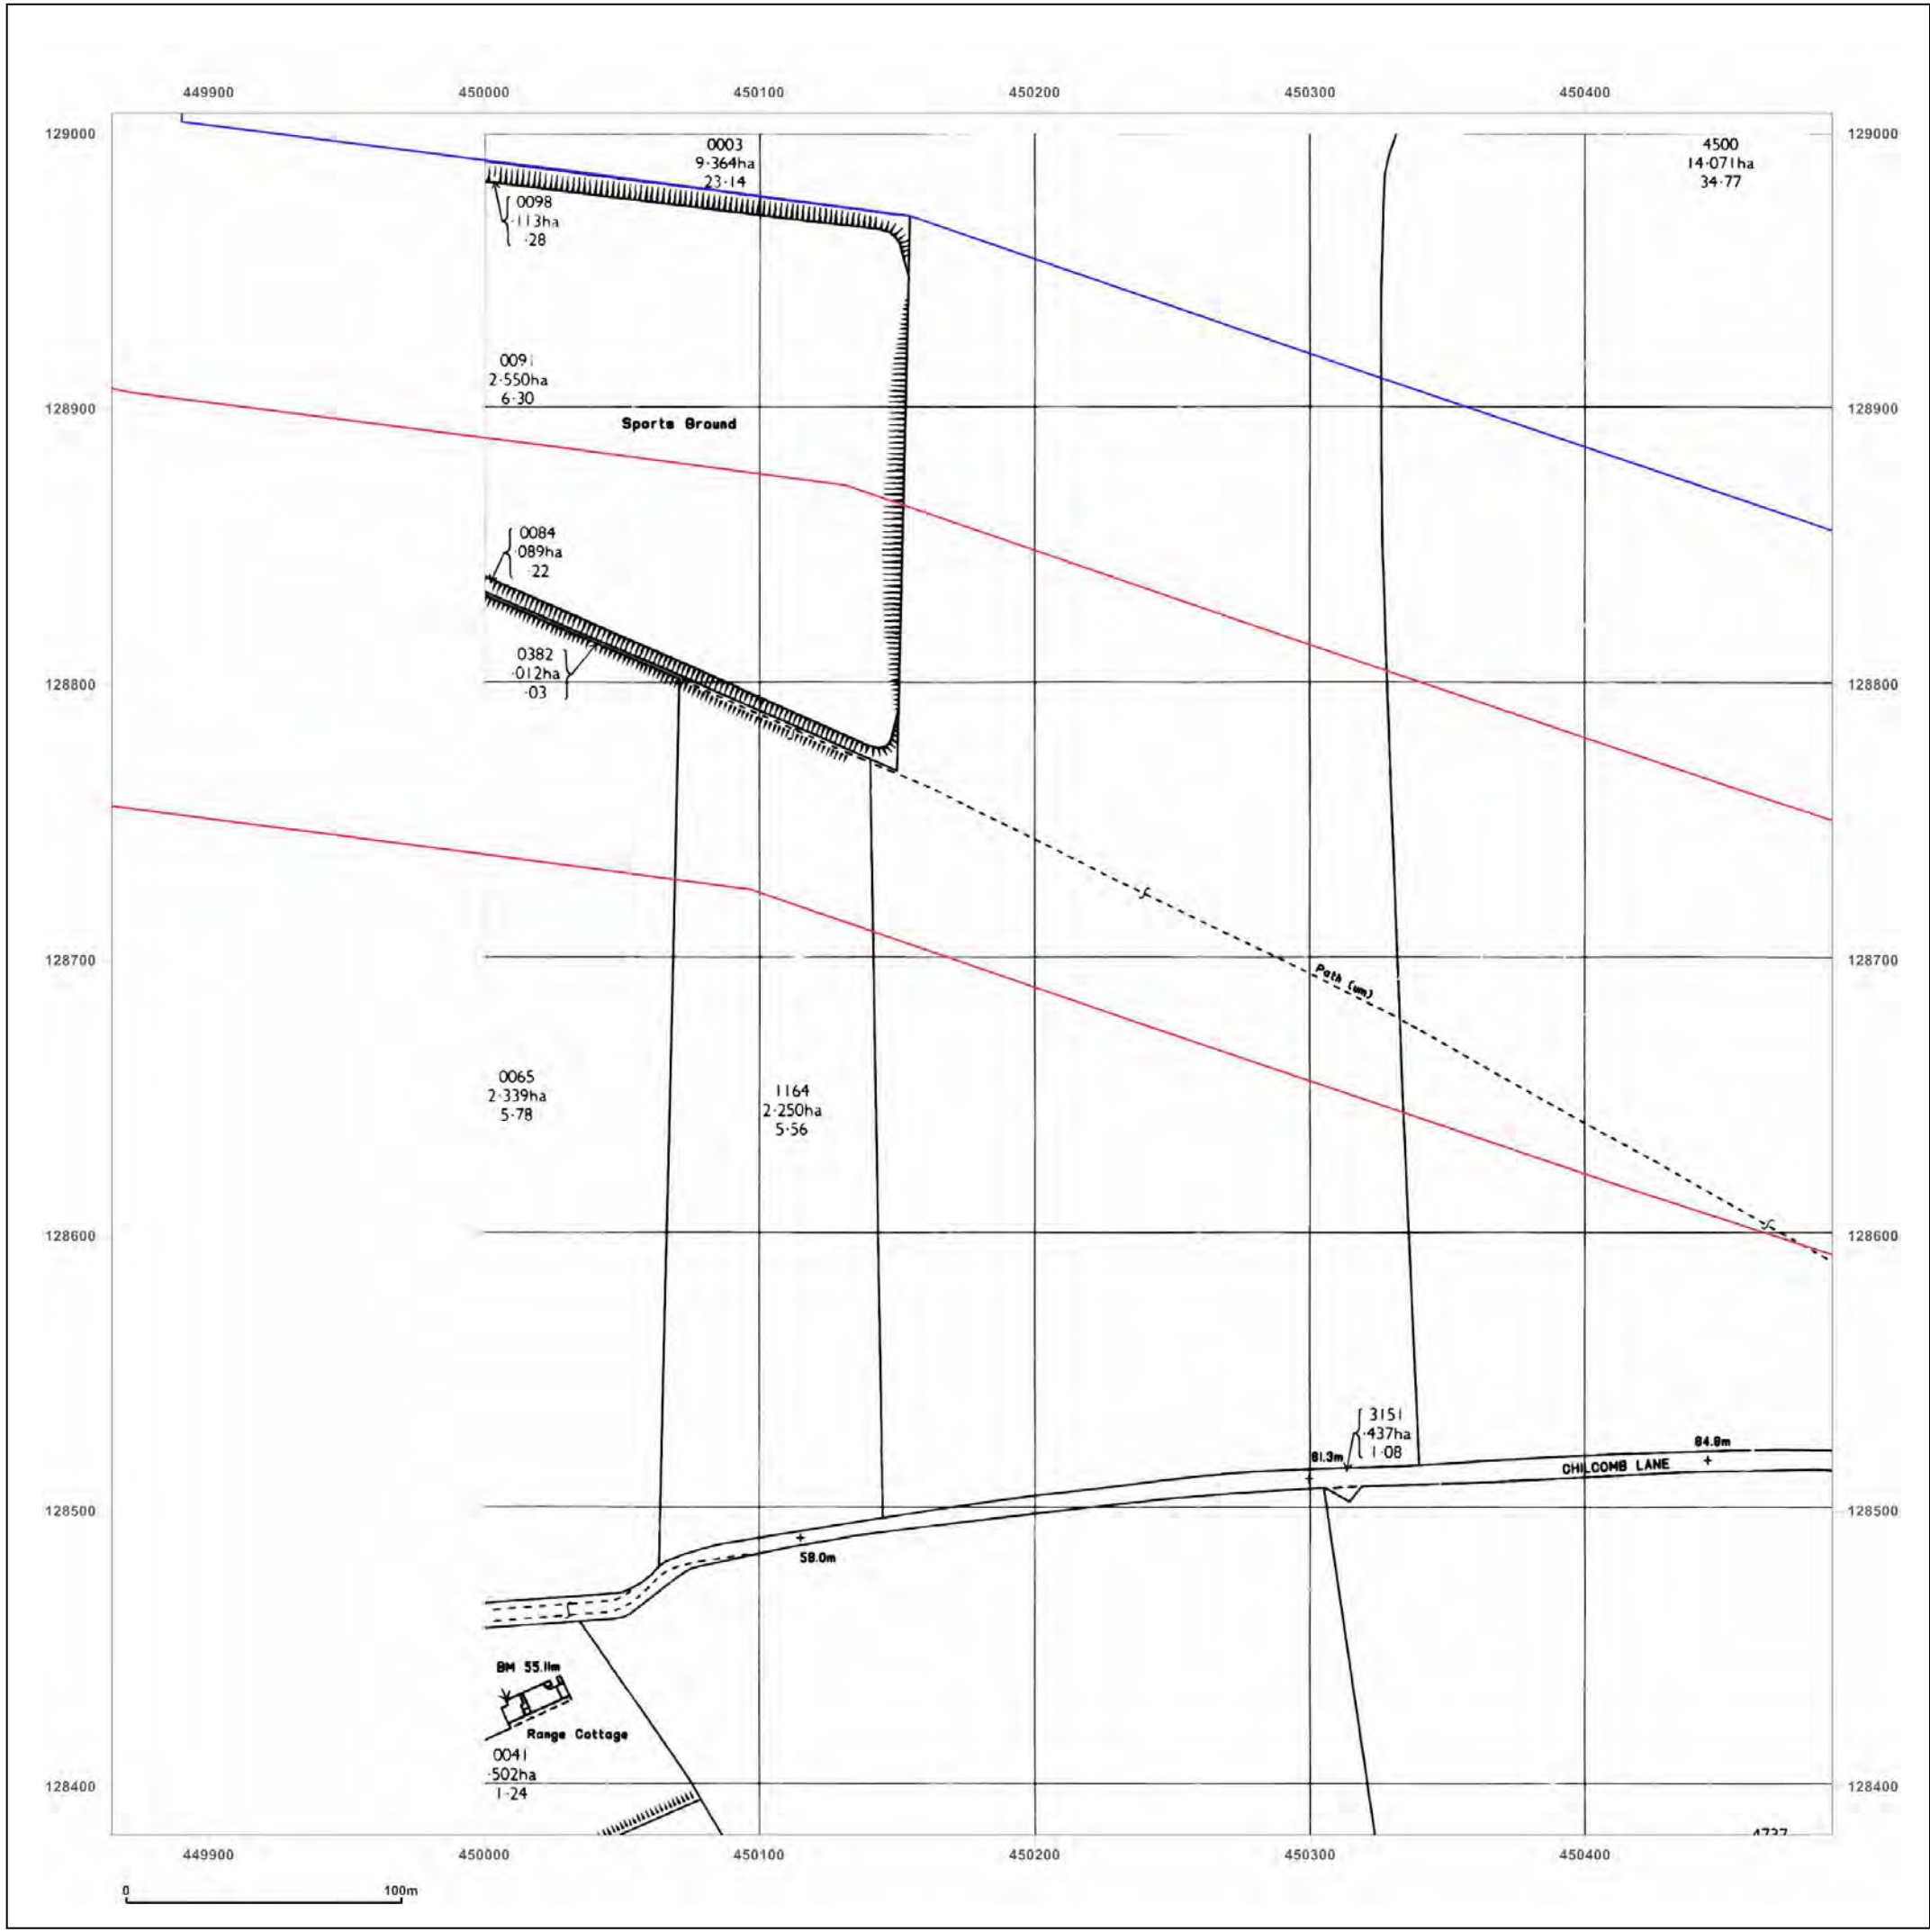 449900 450000 450100 450200 450300 450400
129000 129000
0003
9·364ha
23·14
4500
14·071ha
34·77
0098
·113ha
·28
0091
2·550ha
6·30
128900 128900
Sports Ground
0084
·089ha
·22
0382
·012ha
·03
128800 128800
128700 128700
Path (um)
0065
2·339ha
5·78
1164
2·250ha
5·56
128600 128600
3151
·437ha
1·08
61.3m
64.8m
CHILCOMB LANE
128500 128500
58.0m
BM 55.11m
Range Cottage
0041
·502ha
1·24
128400 128400
4737
449900 450000 450100 450200 450300 450400
0 100m